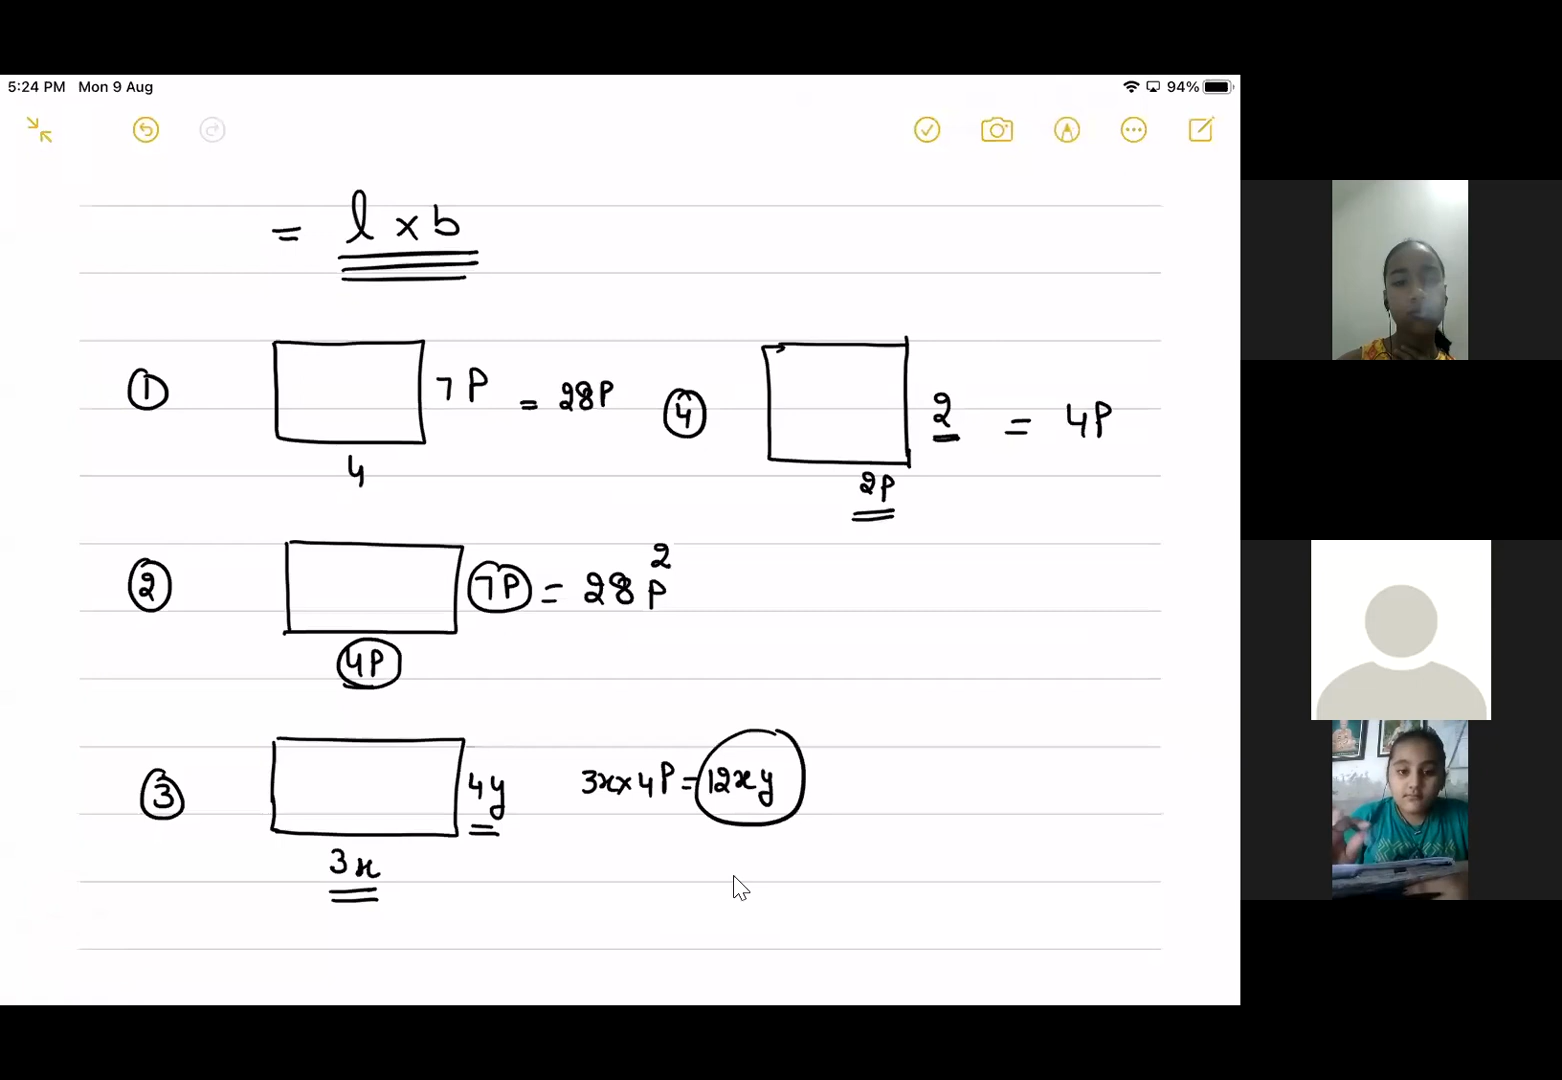 5:24 PM Mon 9 Aug 94%
= l × b
① 7P = 28P
4
④ 2 = 4P
2P
② 7P = 28P²
4P
③ 4y 3x × 4P = 12xy
3x